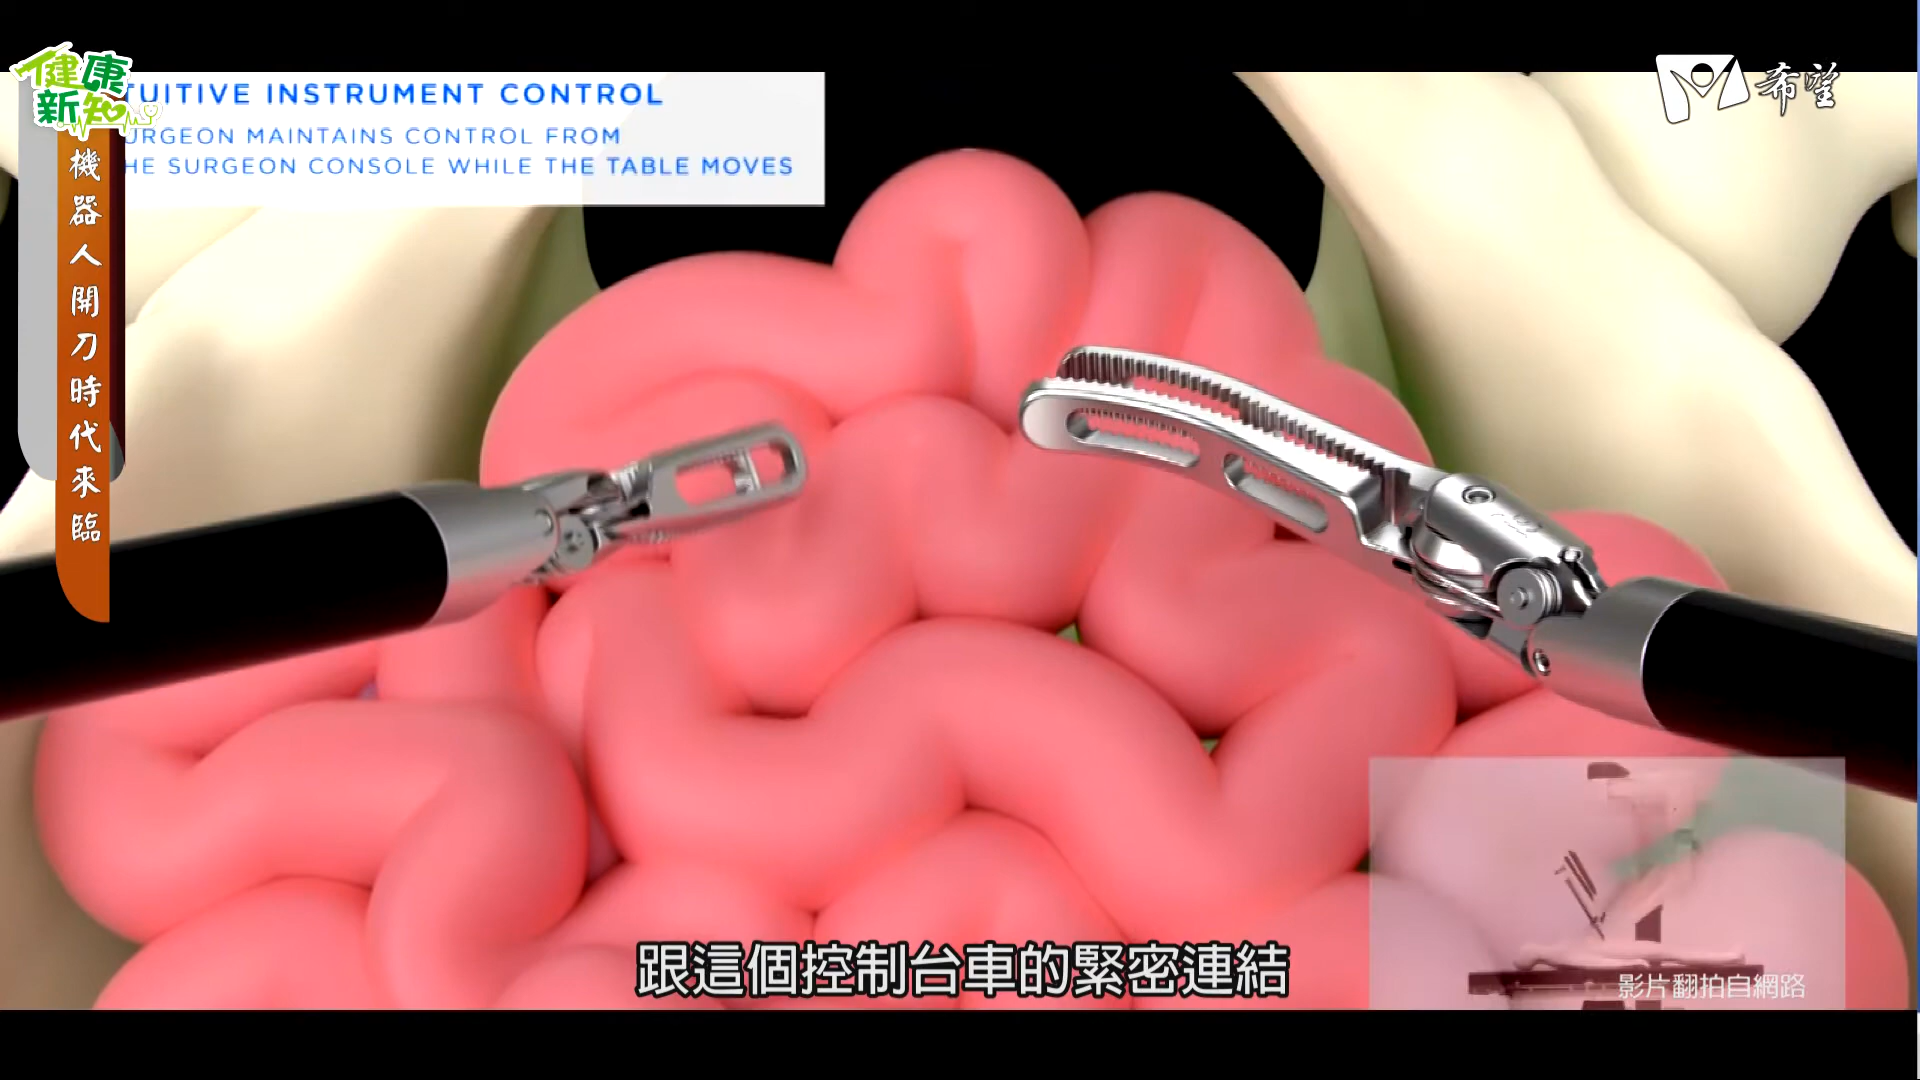 健康
新知
機器人開刀時代來臨
TUITIVE INSTRUMENT CONTROL
URGEON MAINTAINS CONTROL FROM
HE SURGEON CONSOLE WHILE THE TABLE MOVES
希望
跟這個控制台車的緊密連結
影片翻拍自網路